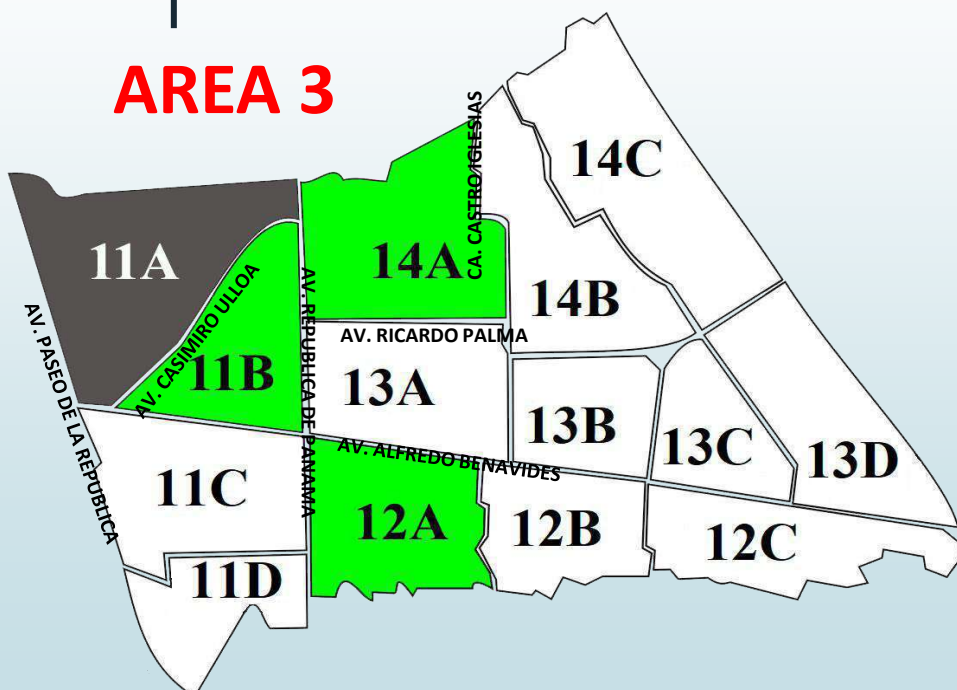 AREA 3
CA. CASTRO IGLESIAS
14C
11A
14A
14B
AV. CASIMIRO ULLOA
AV. REPUBLICA DE PANAMA
AV. PASEO DE LA REPUBLICA
AV. RICARDO PALMA
11B
13A
13B
13C
13D
AV. ALFREDO BENAVIDES
11C
12A
12B
12C
11D